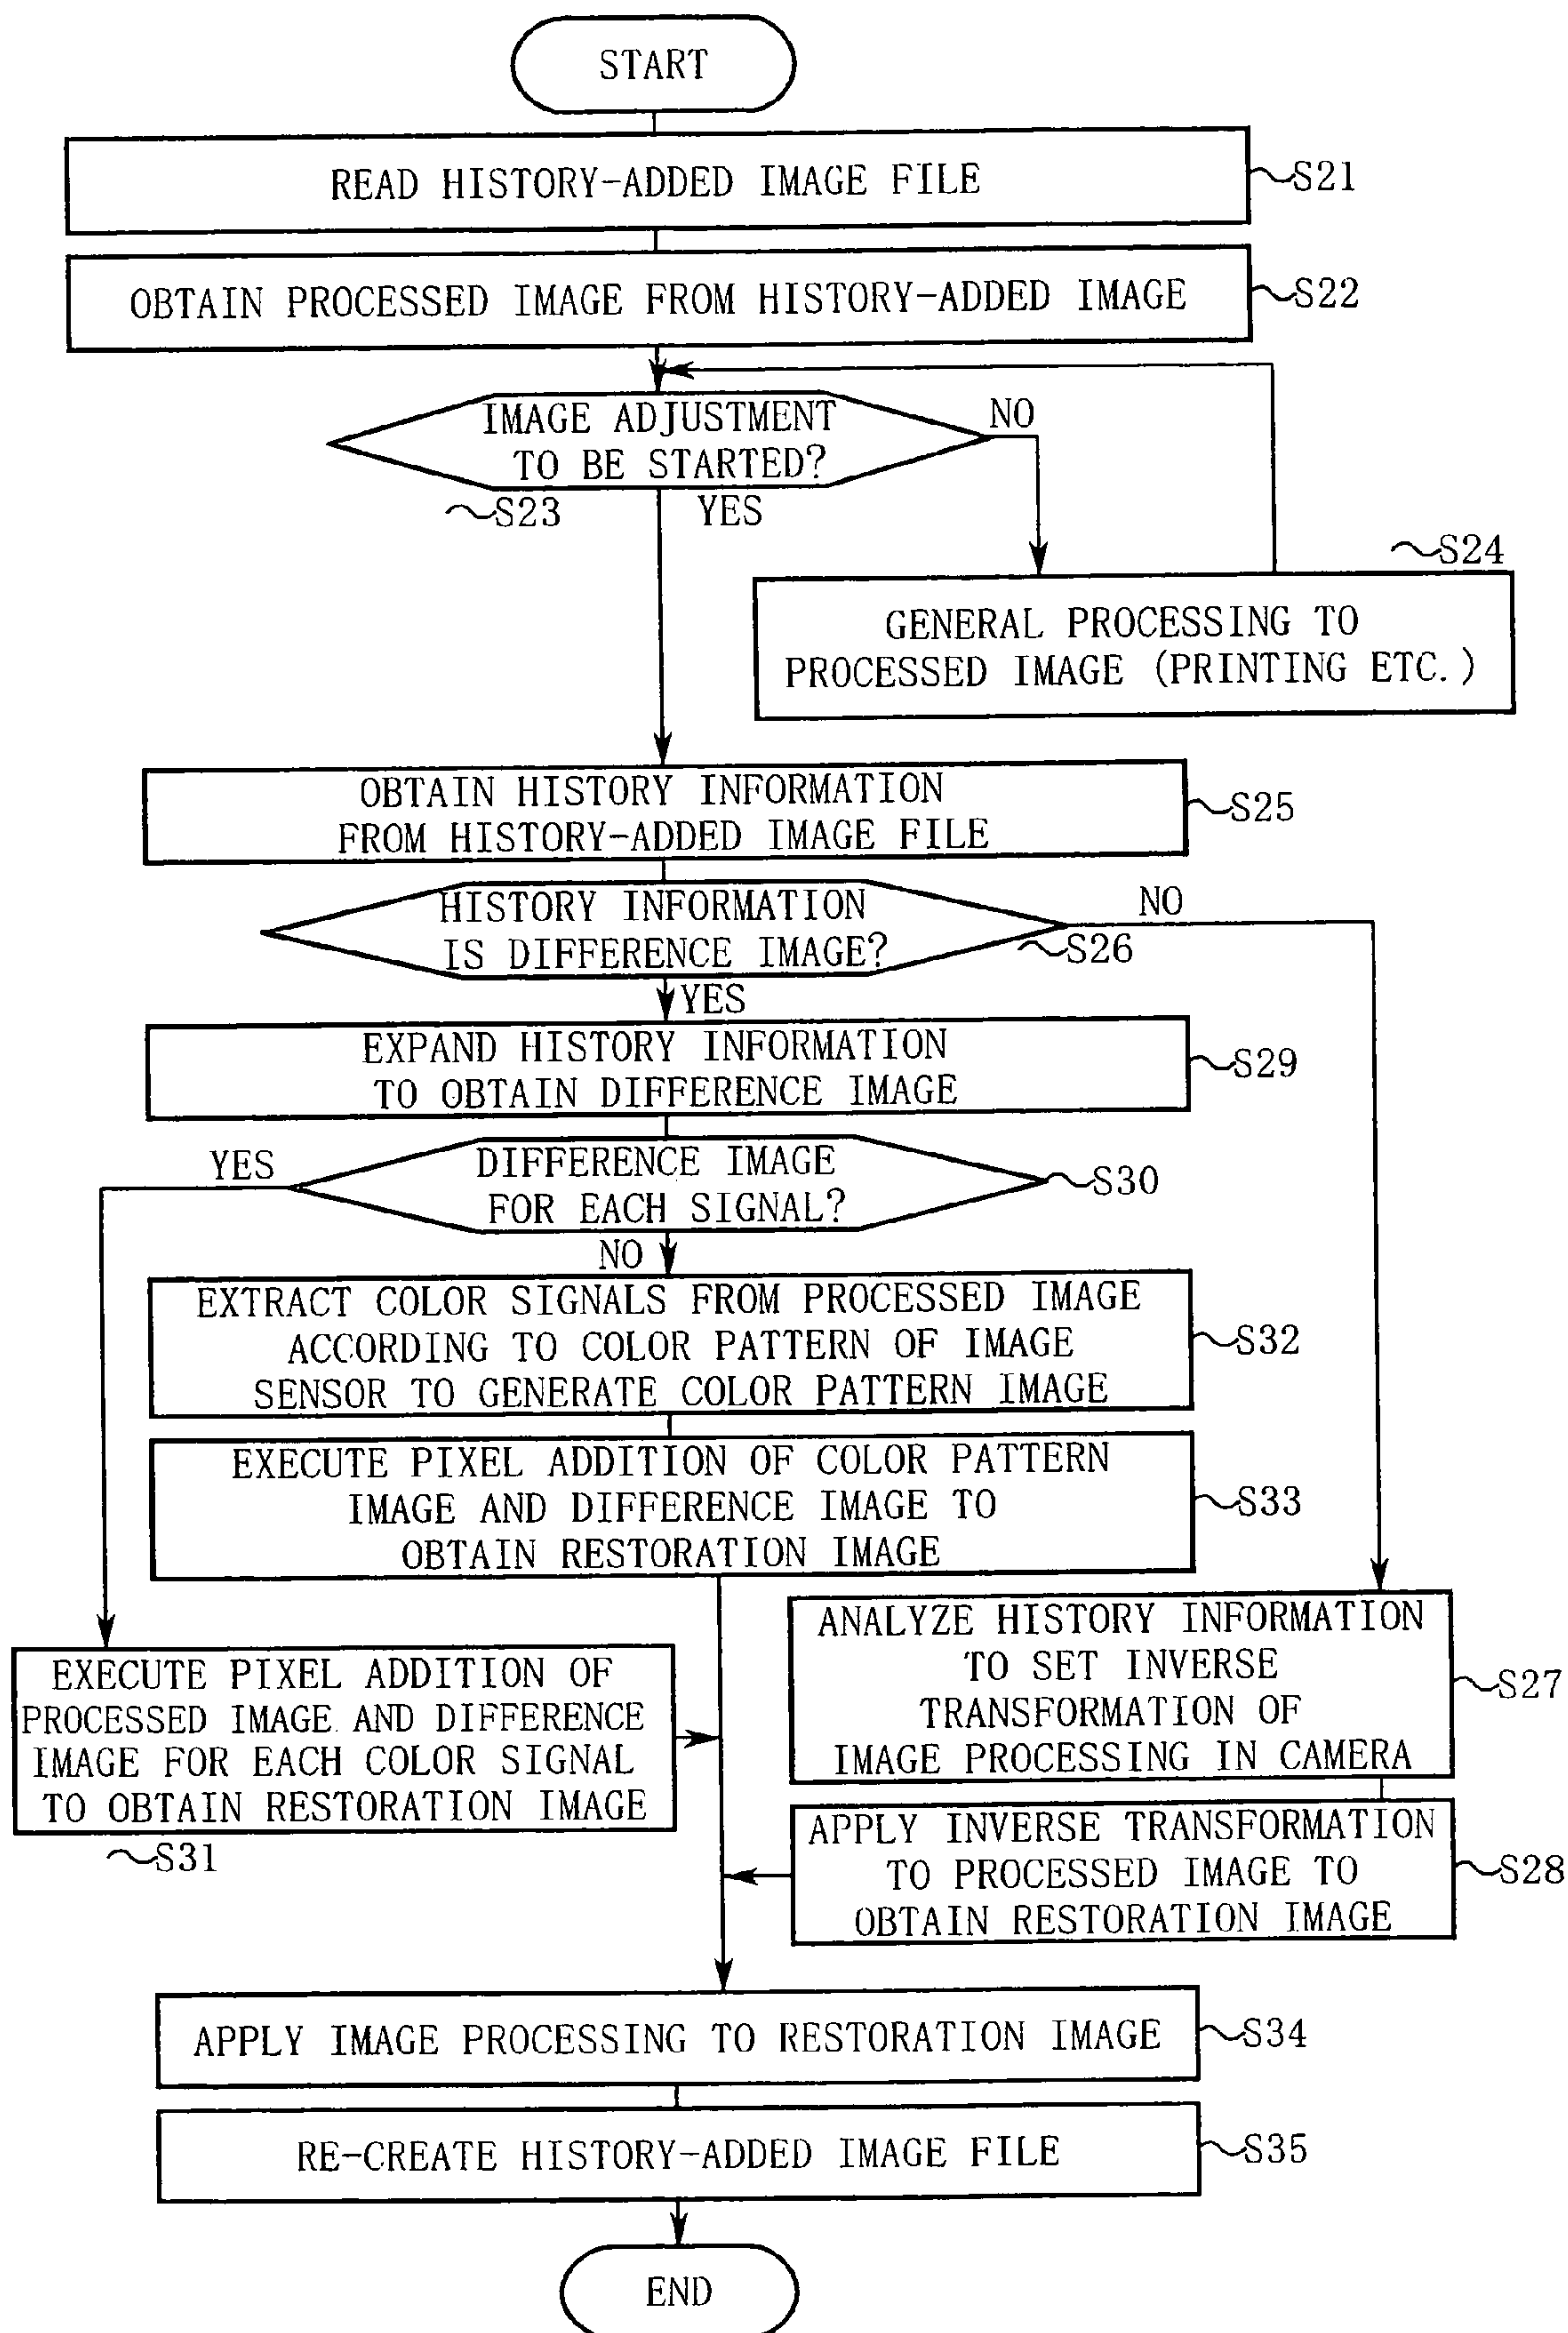 START
READ HISTORY-ADDED IMAGE FILE
S21
OBTAIN PROCESSED IMAGE FROM HISTORY-ADDED IMAGE
S22
IMAGE ADJUSTMENT
TO BE STARTED?
NO
S23
YES
S24
GENERAL PROCESSING TO
PROCESSED IMAGE (PRINTING ETC.)
OBTAIN HISTORY INFORMATION
FROM HISTORY-ADDED IMAGE FILE
S25
HISTORY INFORMATION
IS DIFFERENCE IMAGE?
NO
S26
YES
EXPAND HISTORY INFORMATION
TO OBTAIN DIFFERENCE IMAGE
S29
YES
DIFFERENCE IMAGE
FOR EACH SIGNAL?
S30
NO
EXTRACT COLOR SIGNALS FROM PROCESSED IMAGE
ACCORDING TO COLOR PATTERN OF IMAGE
SENSOR TO GENERATE COLOR PATTERN IMAGE
S32
EXECUTE PIXEL ADDITION OF COLOR PATTERN
IMAGE AND DIFFERENCE IMAGE TO
OBTAIN RESTORATION IMAGE
S33
ANALYZE HISTORY INFORMATION
TO SET INVERSE
TRANSFORMATION OF
IMAGE PROCESSING IN CAMERA
S27
EXECUTE PIXEL ADDITION OF
PROCESSED IMAGE AND DIFFERENCE
IMAGE FOR EACH COLOR SIGNAL
TO OBTAIN RESTORATION IMAGE
S31
APPLY INVERSE TRANSFORMATION
TO PROCESSED IMAGE TO
OBTAIN RESTORATION IMAGE
S28
APPLY IMAGE PROCESSING TO RESTORATION IMAGE
S34
RE-CREATE HISTORY-ADDED IMAGE FILE
S35
END